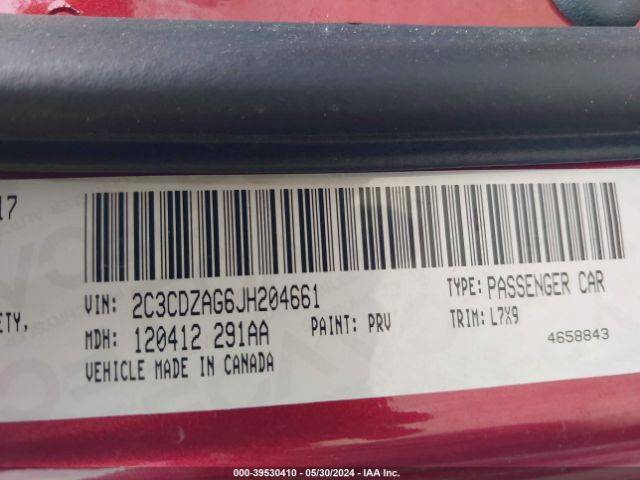 17
VIN: 2C3CDZAG6JH204661
TYPE: PASSENGER CAR
ETY,
MDH: 120412 291AA
PAINT: PRV
TRIM: L7X9
4658843
VEHICLE MADE IN CANADA
000-39530410 - 05/30/2024 - IAA Inc.